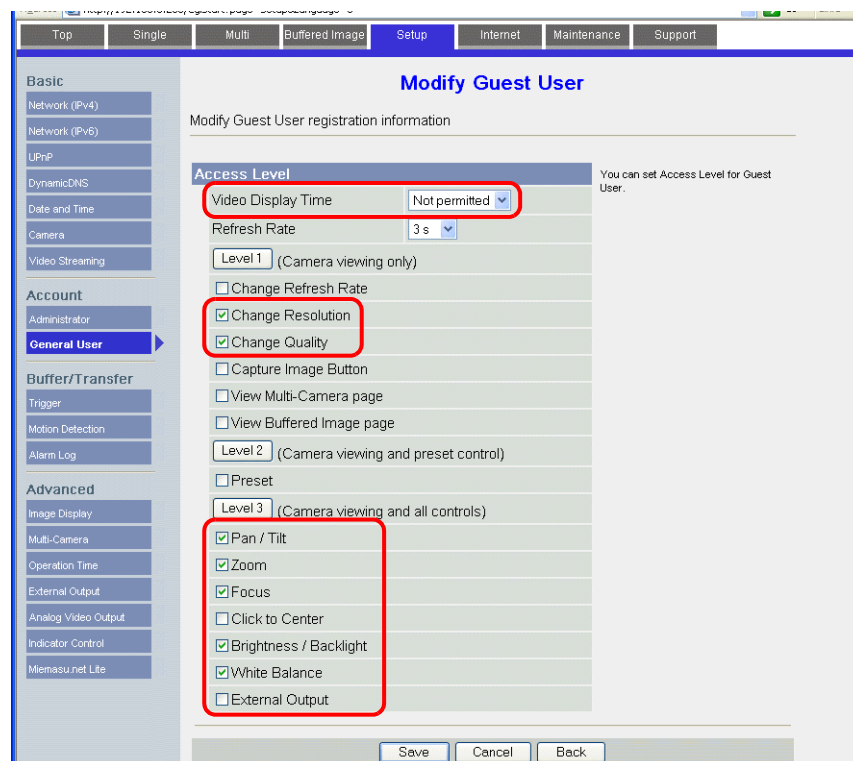 Top Single Multi Buffered Image Setup Internet Maintenance Support
Basic
Network (IPv4)
Network (IPv6)
UPnP
DynamicDNS
Date and Time
Camera
Video Streaming
Account
Administrator
General User
Buffer/Transfer
Trigger
Motion Detection
Alarm Log
Advanced
Image Display
Multi-Camera
Operation Time
External Output
Analog Video Output
Indicator Control
Miemasu.net Lite
Modify Guest User
Modify Guest User registration information
Access Level
Video Display Time Not permitted
Refresh Rate 3 s
Level 1 (Camera viewing only)
Change Refresh Rate
Change Resolution
Change Quality
Capture Image Button
View Multi-Camera page
View Buffered Image page
Level 2 (Camera viewing and preset control)
Preset
Level 3 (Camera viewing and all controls)
Pan / Tilt
Zoom
Focus
Click to Center
Brightness / Backlight
White Balance
External Output
Save Cancel Back
You can set Access Level for Guest
User.